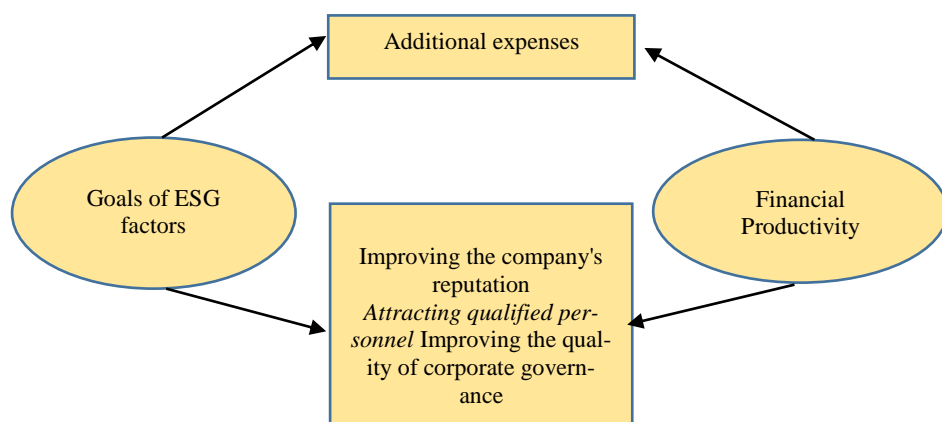 Additional expenses
Goals of ESG
factors
Financial
Productivity
Improving the company's
reputation
Attracting qualified per-
sonnel Improving the qual-
ity of corporate govern-
ance